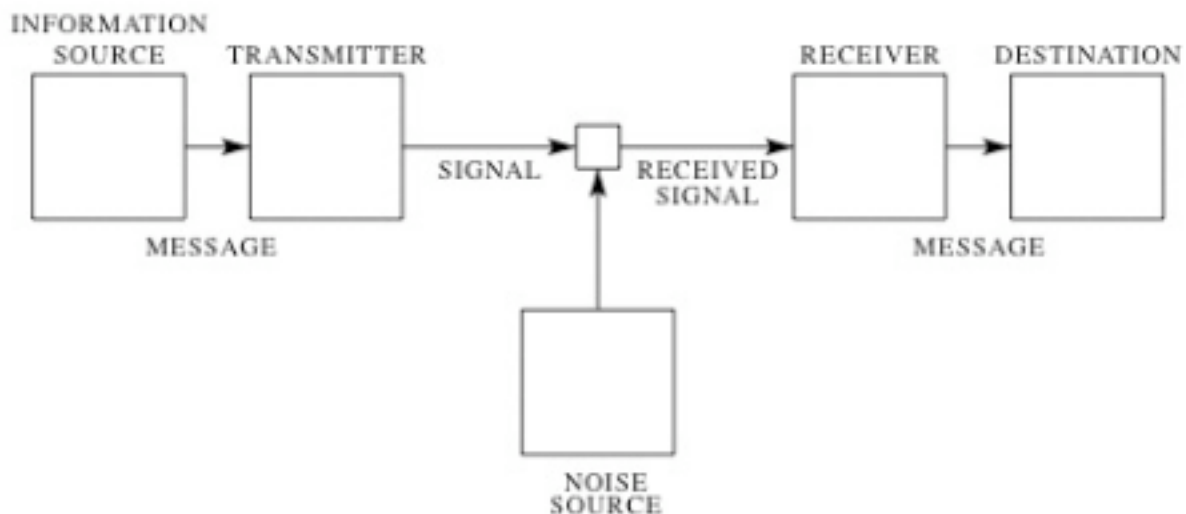 INFORMATION
SOURCE
TRANSMITTER
RECEIVER
DESTINATION
SIGNAL
RECEIVED
SIGNAL
MESSAGE
MESSAGE
NOISE
SOURCE